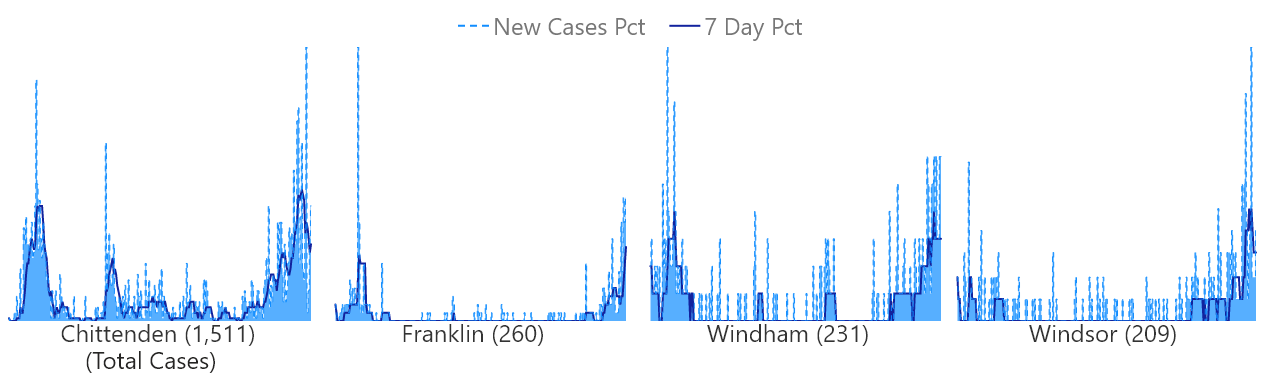 New Cases Pct 7 Day Pct
Chittenden (1,511) Franklin (260) Windham (231) Windsor (209)
(Total Cases)